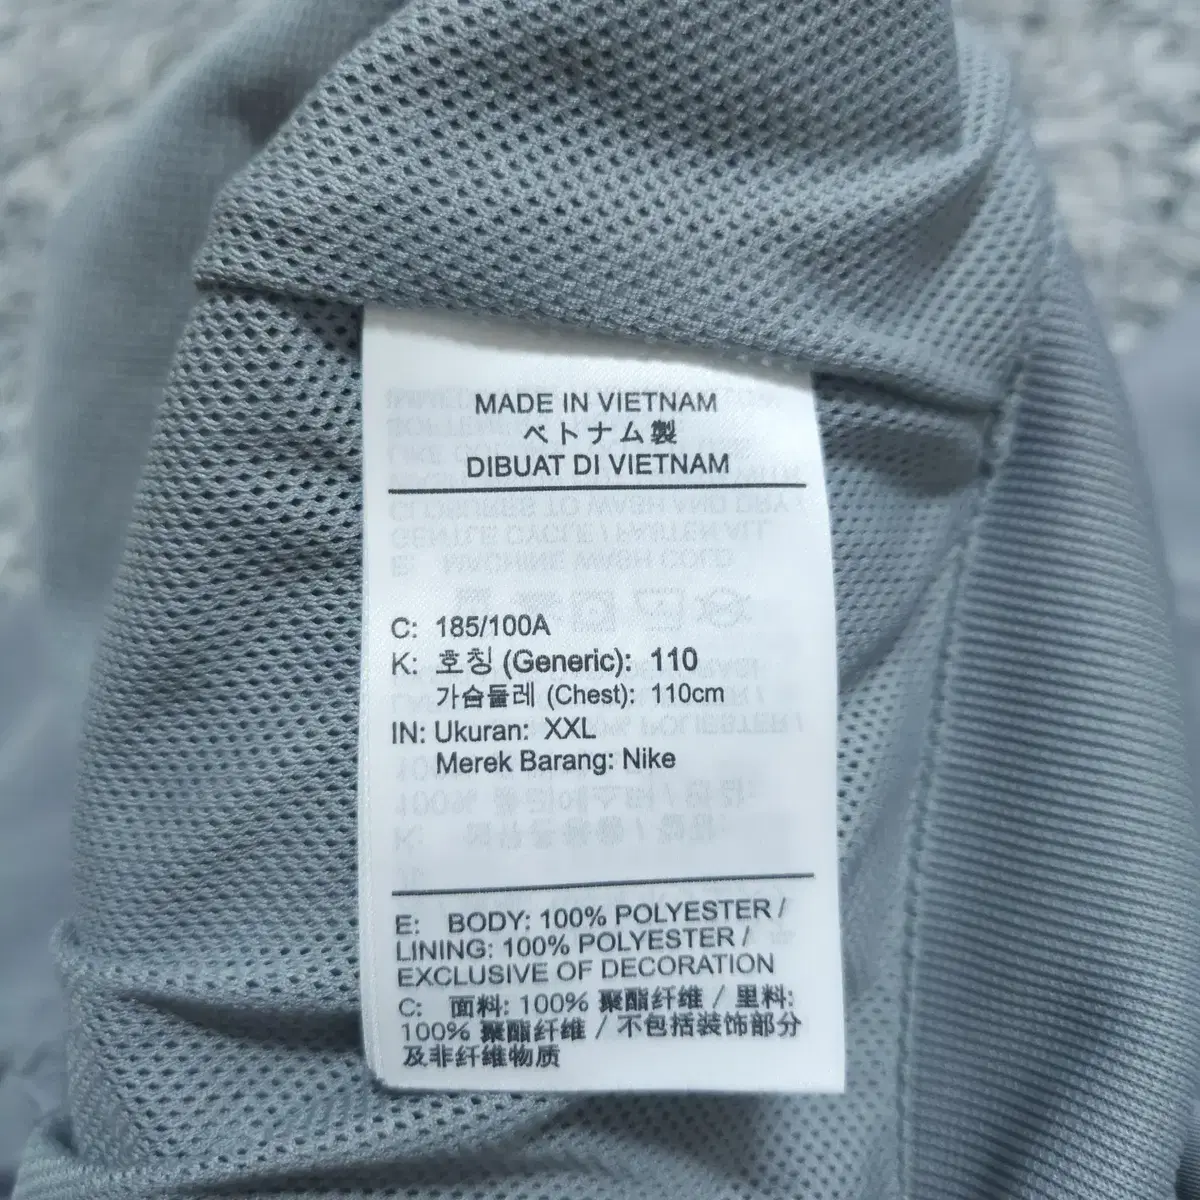 MADE IN VIETNAM
ベトナム製
DIBUAT DI VIETNAM
C: 185/100A
K: 호칭 (Generic): 110
가슴둘레 (Chest): 110cm
IN: Ukuran: XXL
Merek Barang: Nike
E: BODY: 100% POLYESTER /
LINING: 100% POLYESTER /
EXCLUSIVE OF DECORATION
C: 面料: 100% 聚酯纤维 / 里料:
100% 聚酯纤维 / 不包括装饰部分
及非纤维物质